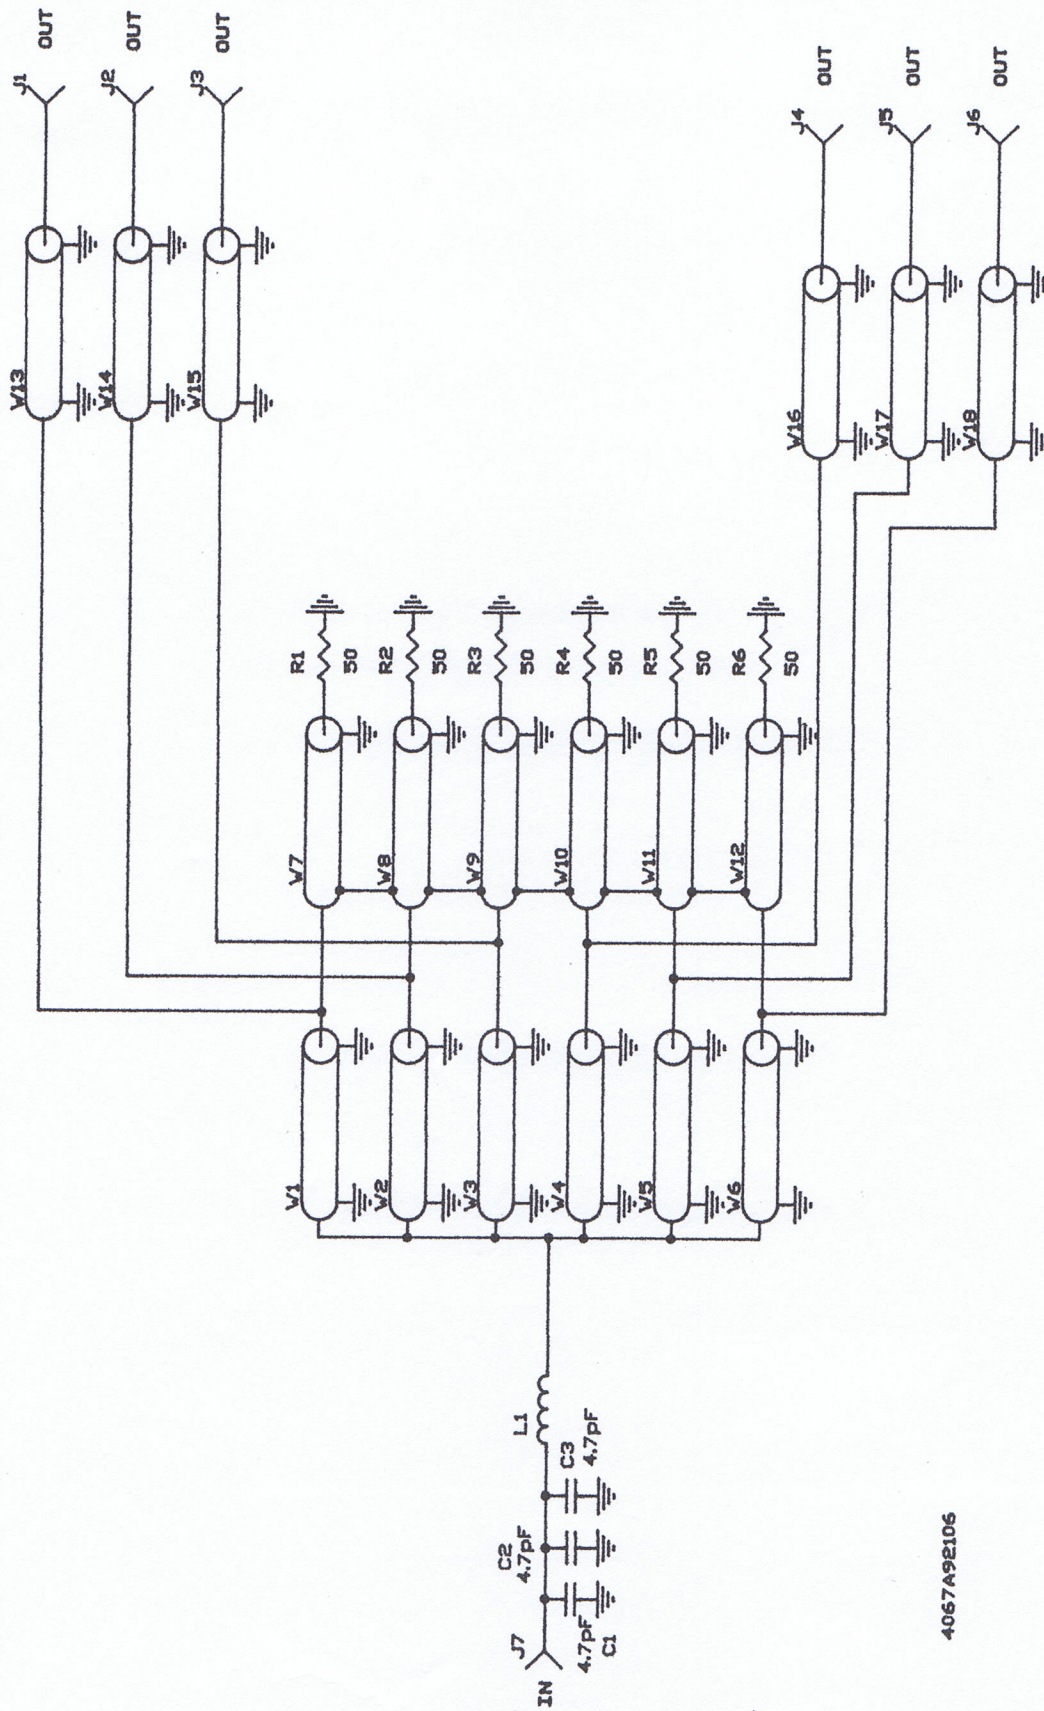 J1 OUT
J2 OUT
J3 OUT
J4 OUT
J5 OUT
J6 OUT
W13
W14
W15
W16
W17
W18
R1
50
R2
50
R3
50
R4
50
R5
50
R6
50
W7
W8
W9
W10
W11
W12
W1
W2
W3
W4
W5
W6
L1
C3
4.7pF
C2
4.7pF
C1
4.7pF
J7
IN
4067A92106